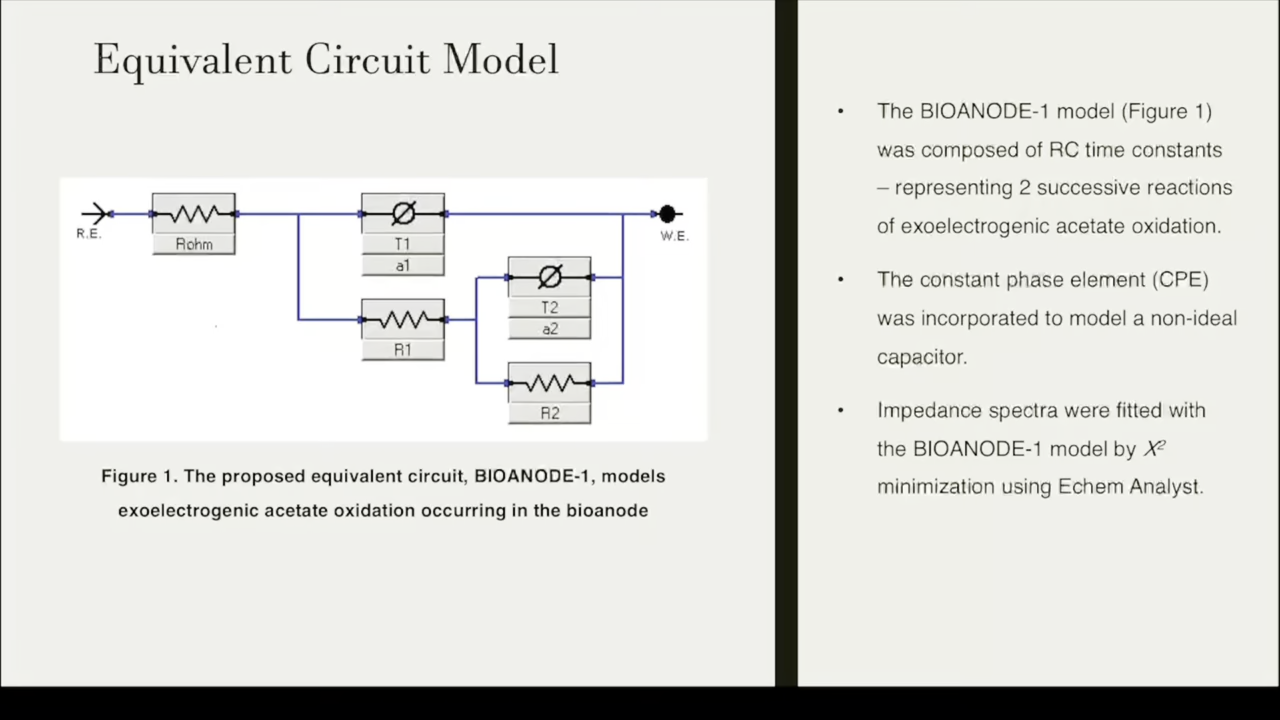 Equivalent Circuit Model
R.E.
Rohm
T1
a1
W.E.
T2
a2
R1
R2
Figure 1. The proposed equivalent circuit, BIOANODE-1, models
exoelectrogenic acetate oxidation occurring in the bioanode
• The BIOANODE-1 model (Figure 1)
was composed of RC time constants
– representing 2 successive reactions
of exoelectrogenic acetate oxidation.
• The constant phase element (CPE)
was incorporated to model a non-ideal
capacitor.
• Impedance spectra were fitted with
the BIOANODE-1 model by X²
minimization using Echem Analyst.